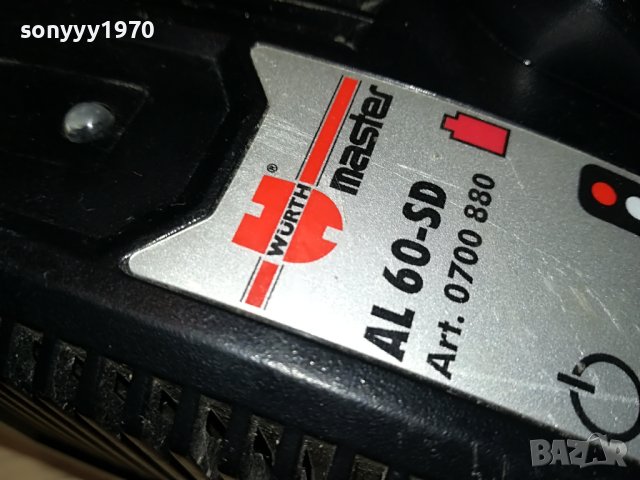 sonyyy1970
WÜRTH
®
master
AL 60-SD
Art. 0700 880
BAZAR